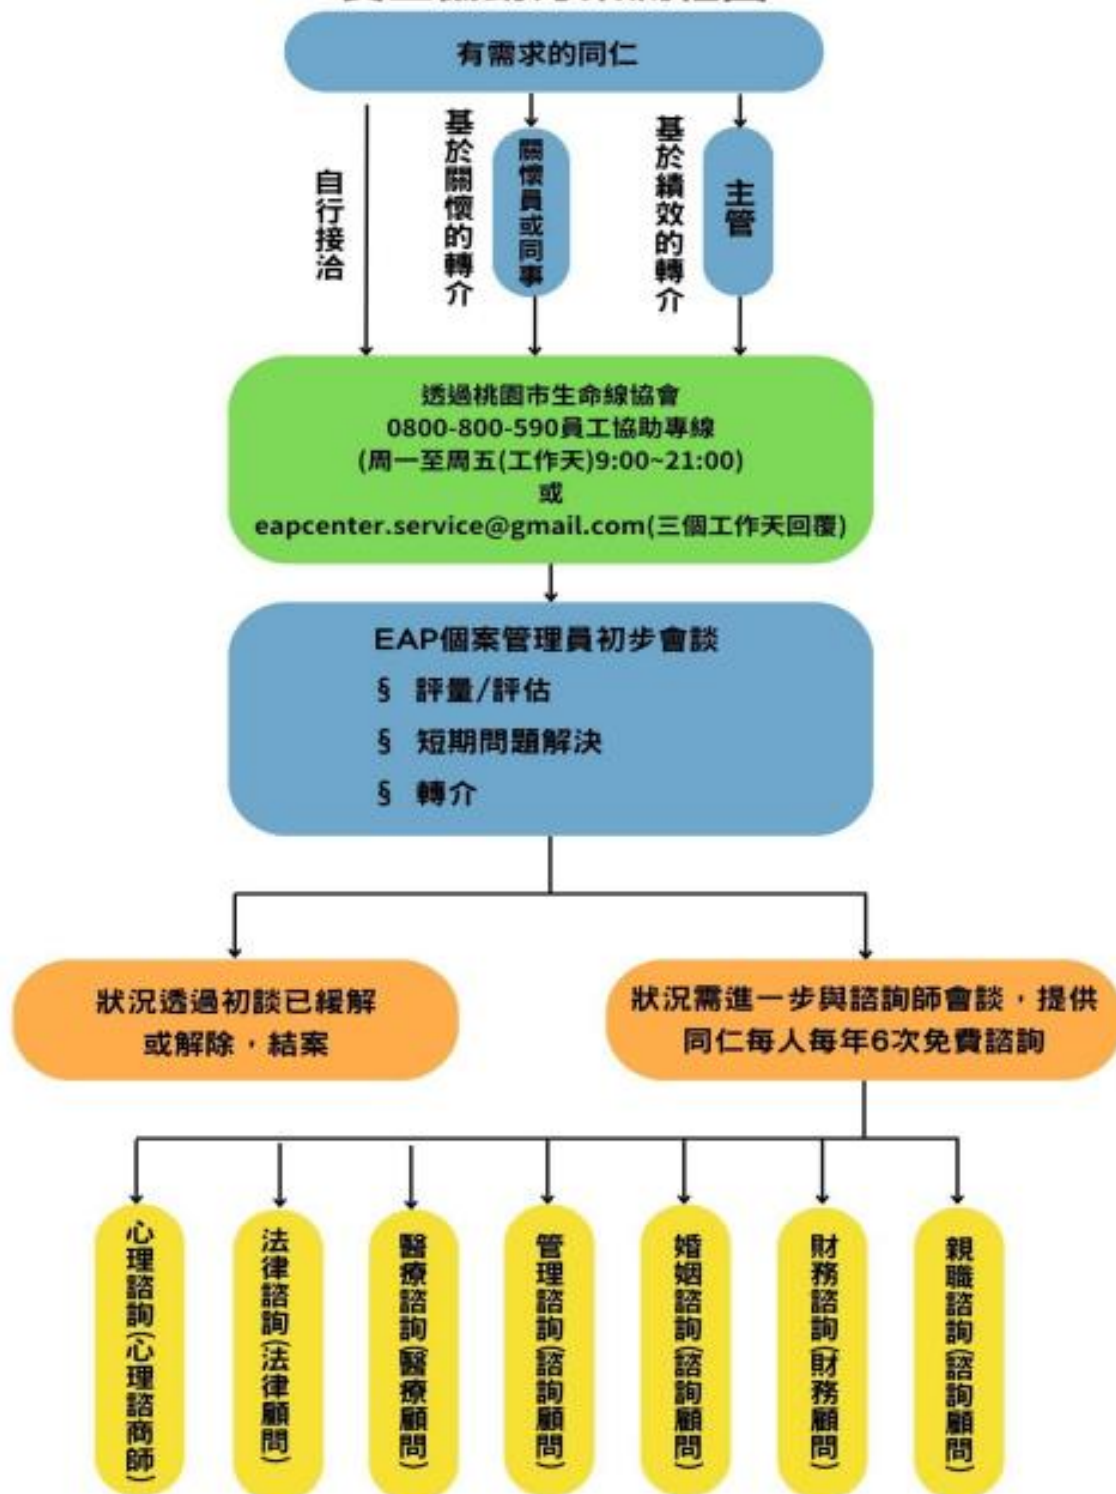 有需求的同仁
自行接洽
基於關懷的轉介
關懷員或同事
基於績效的轉介
主管
透過桃園市生命線協會
0800-800-590員工協助專線
(周一至周五(工作天)9:00~21:00)
或
eapcenter.service@gmail.com(三個工作天回覆)
EAP個案管理員初步會談
§ 評量/評估
§ 短期問題解決
§ 轉介
狀況透過初談已緩解
或解除，結案
狀況需進一步與諮詢師會談，提供
同仁每人每年6次免費諮詢
心理諮詢(心理諮商師)
法律諮詢(法律顧問)
醫療諮詢(醫療顧問)
管理諮詢(諮詢顧問)
婚姻諮詢(諮詢顧問)
財務諮詢(財務顧問)
親職諮詢(諮詢顧問)